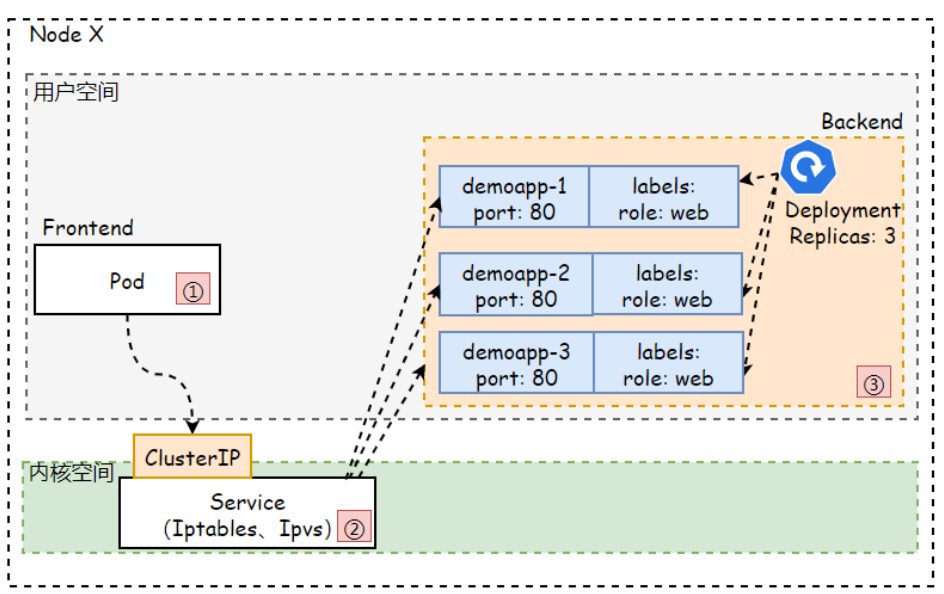 Node X
用户空间
Backend
demoapp-1
port: 80
labels:
role: web
Deployment
Replicas: 3
Frontend
Pod
①
demoapp-2
port: 80
labels:
role: web
demoapp-3
port: 80
labels:
role: web
③
ClusterIP
内核空间
Service
(Iptables、Ipvs)
②